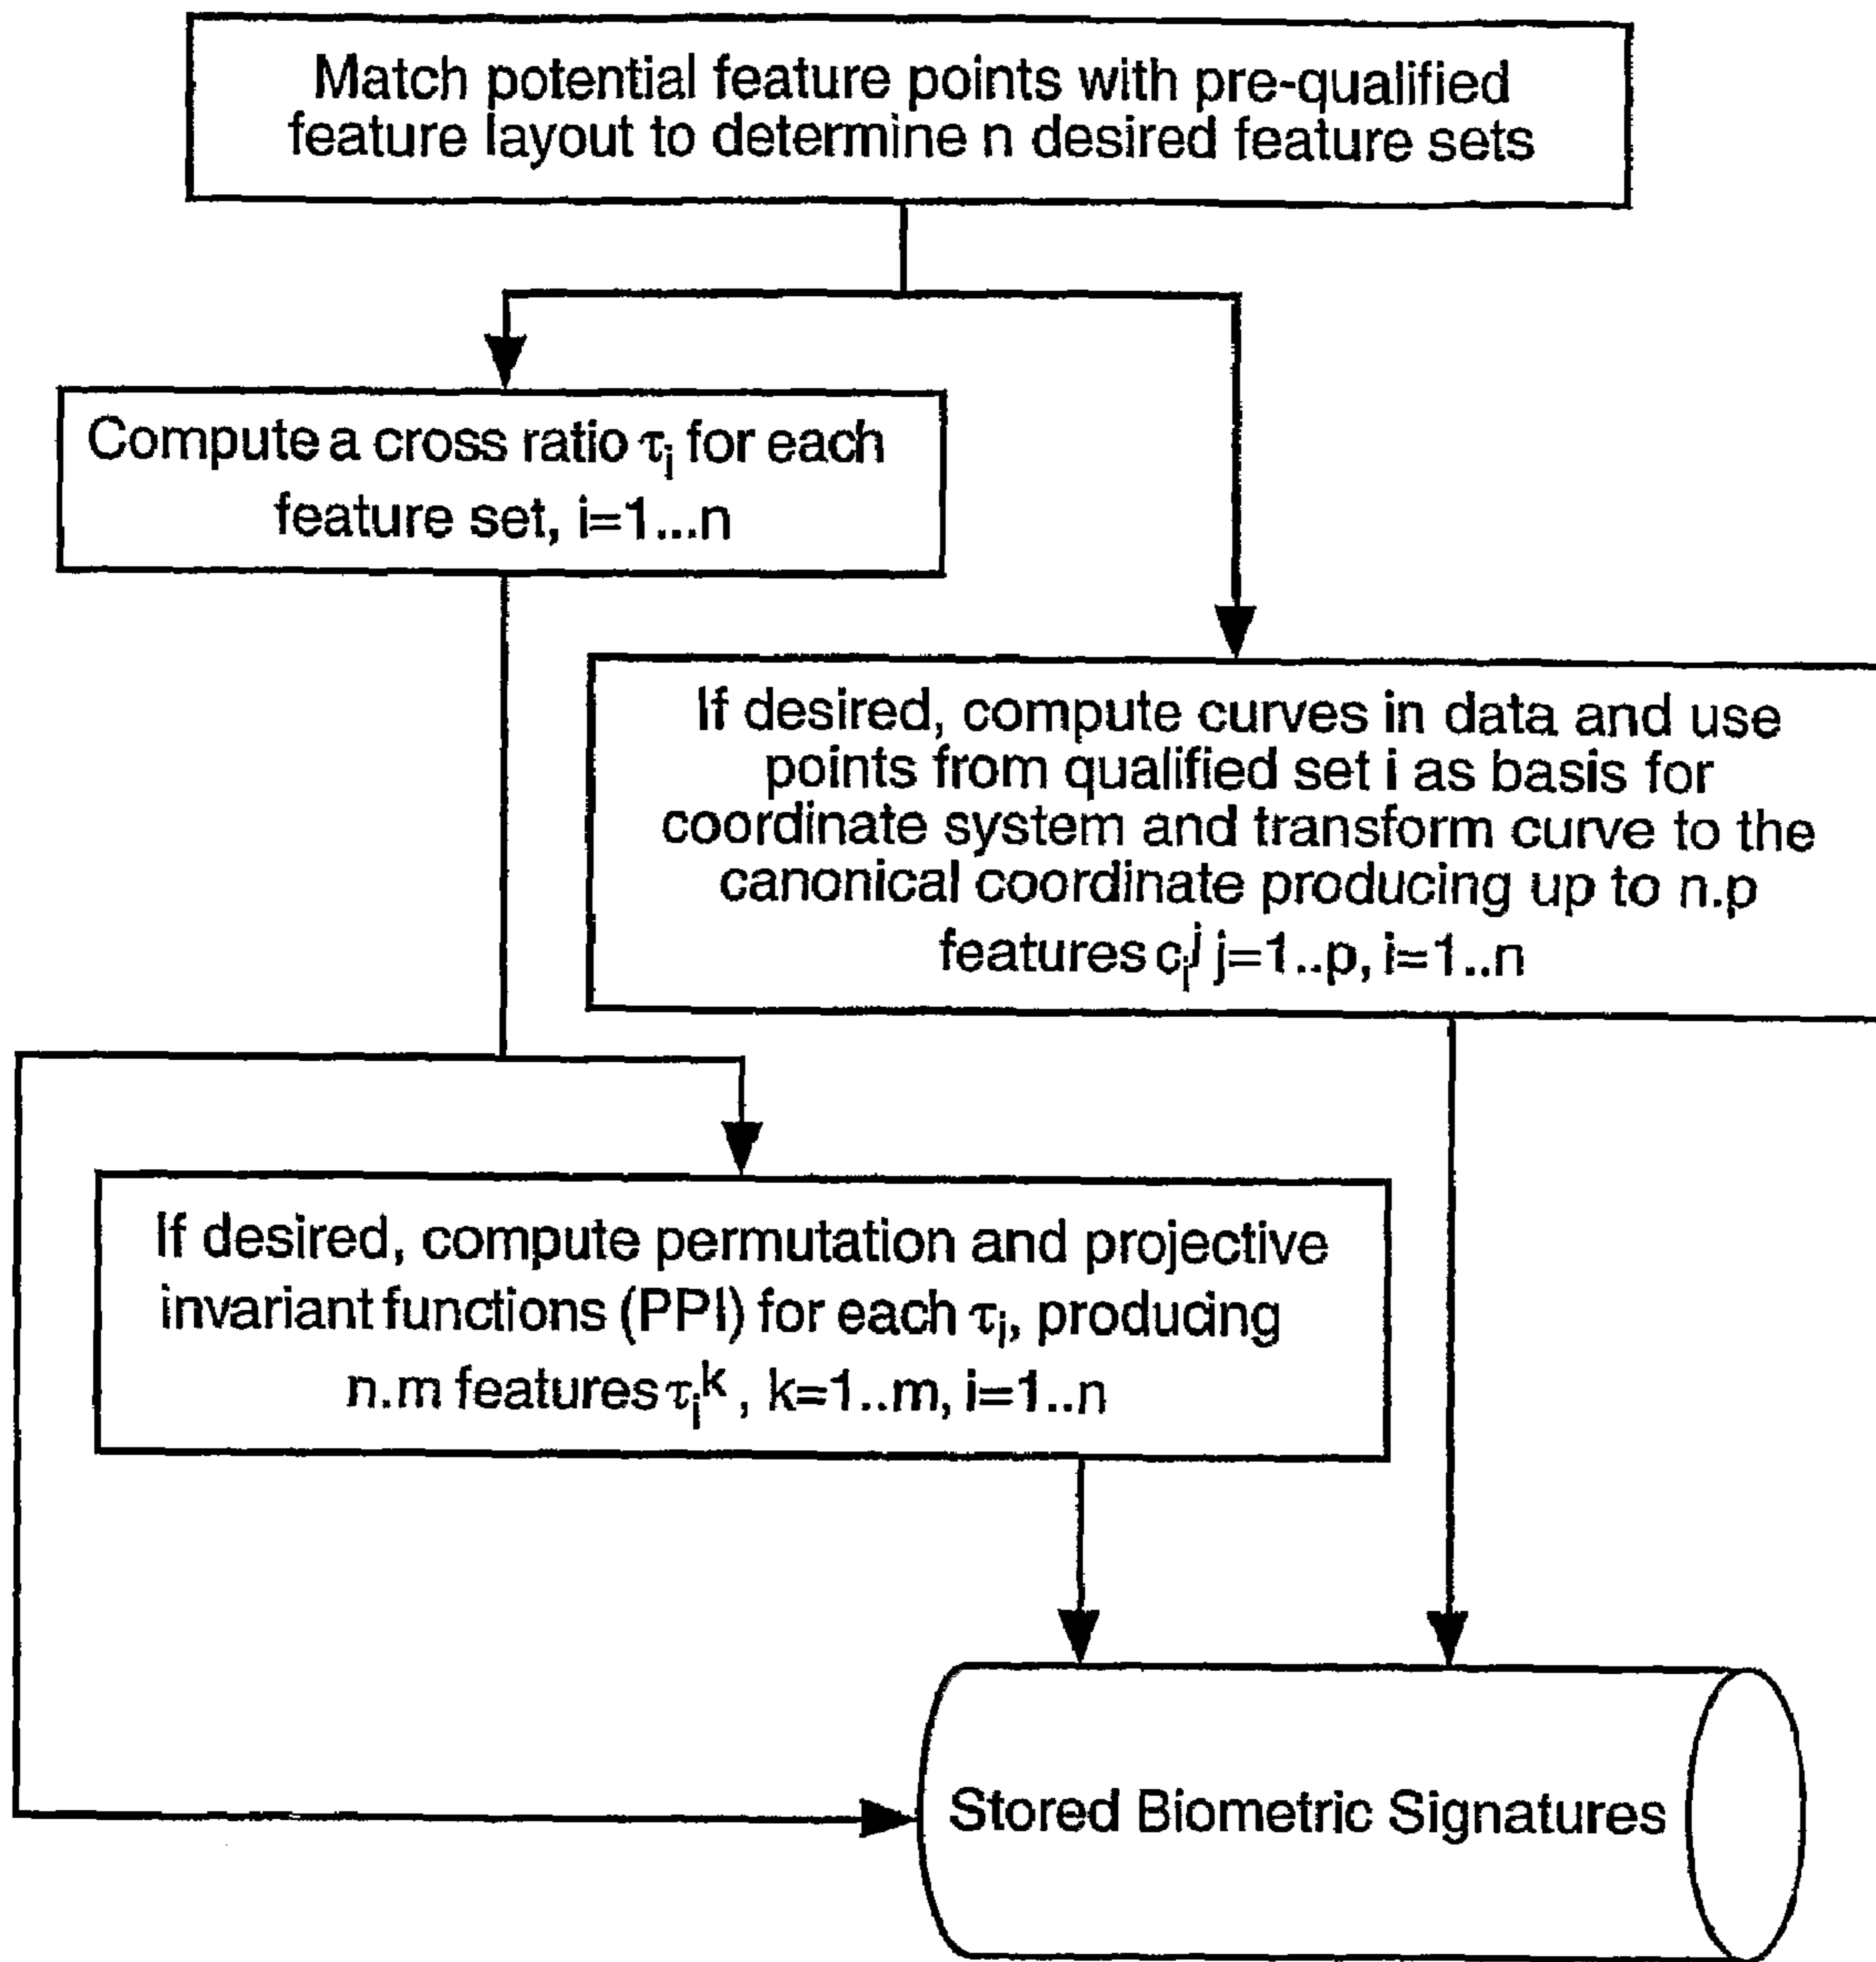 Match potential feature points with pre-qualified
feature layout to determine n desired feature sets
Compute a cross ratio τᵢ for each
feature set, i=1...n
If desired, compute curves in data and use
points from qualified set i as basis for
coordinate system and transform curve to the
canonical coordinate producing up to n.p
features cᵢʲ j=1..p, i=1..n
If desired, compute permutation and projective
invariant functions (PPI) for each τᵢ, producing
n.m features τᵢᵏ, k=1..m, i=1..n
Stored Biometric Signatures